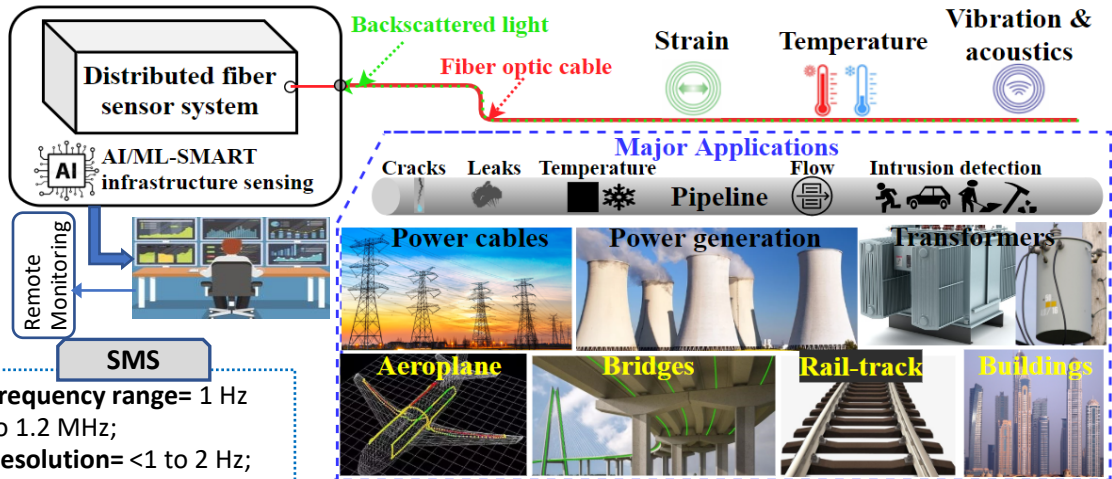 Backscattered light
Fiber optic cable
Strain
Temperature
Vibration &
acoustics
Distributed fiber
sensor system
AI
AI/ML-SMART
infrastructure sensing
Remote
Monitoring
Major Applications
Cracks
Leaks
Temperature
Flow
Intrusion detection
Pipeline
Power cables
Power generation
Transformers
Aeroplane
Bridges
Rail-track
Buildings
SMS
requency range= 1 Hz
o 1.2 MHz;
esolution= <1 to 2 Hz;